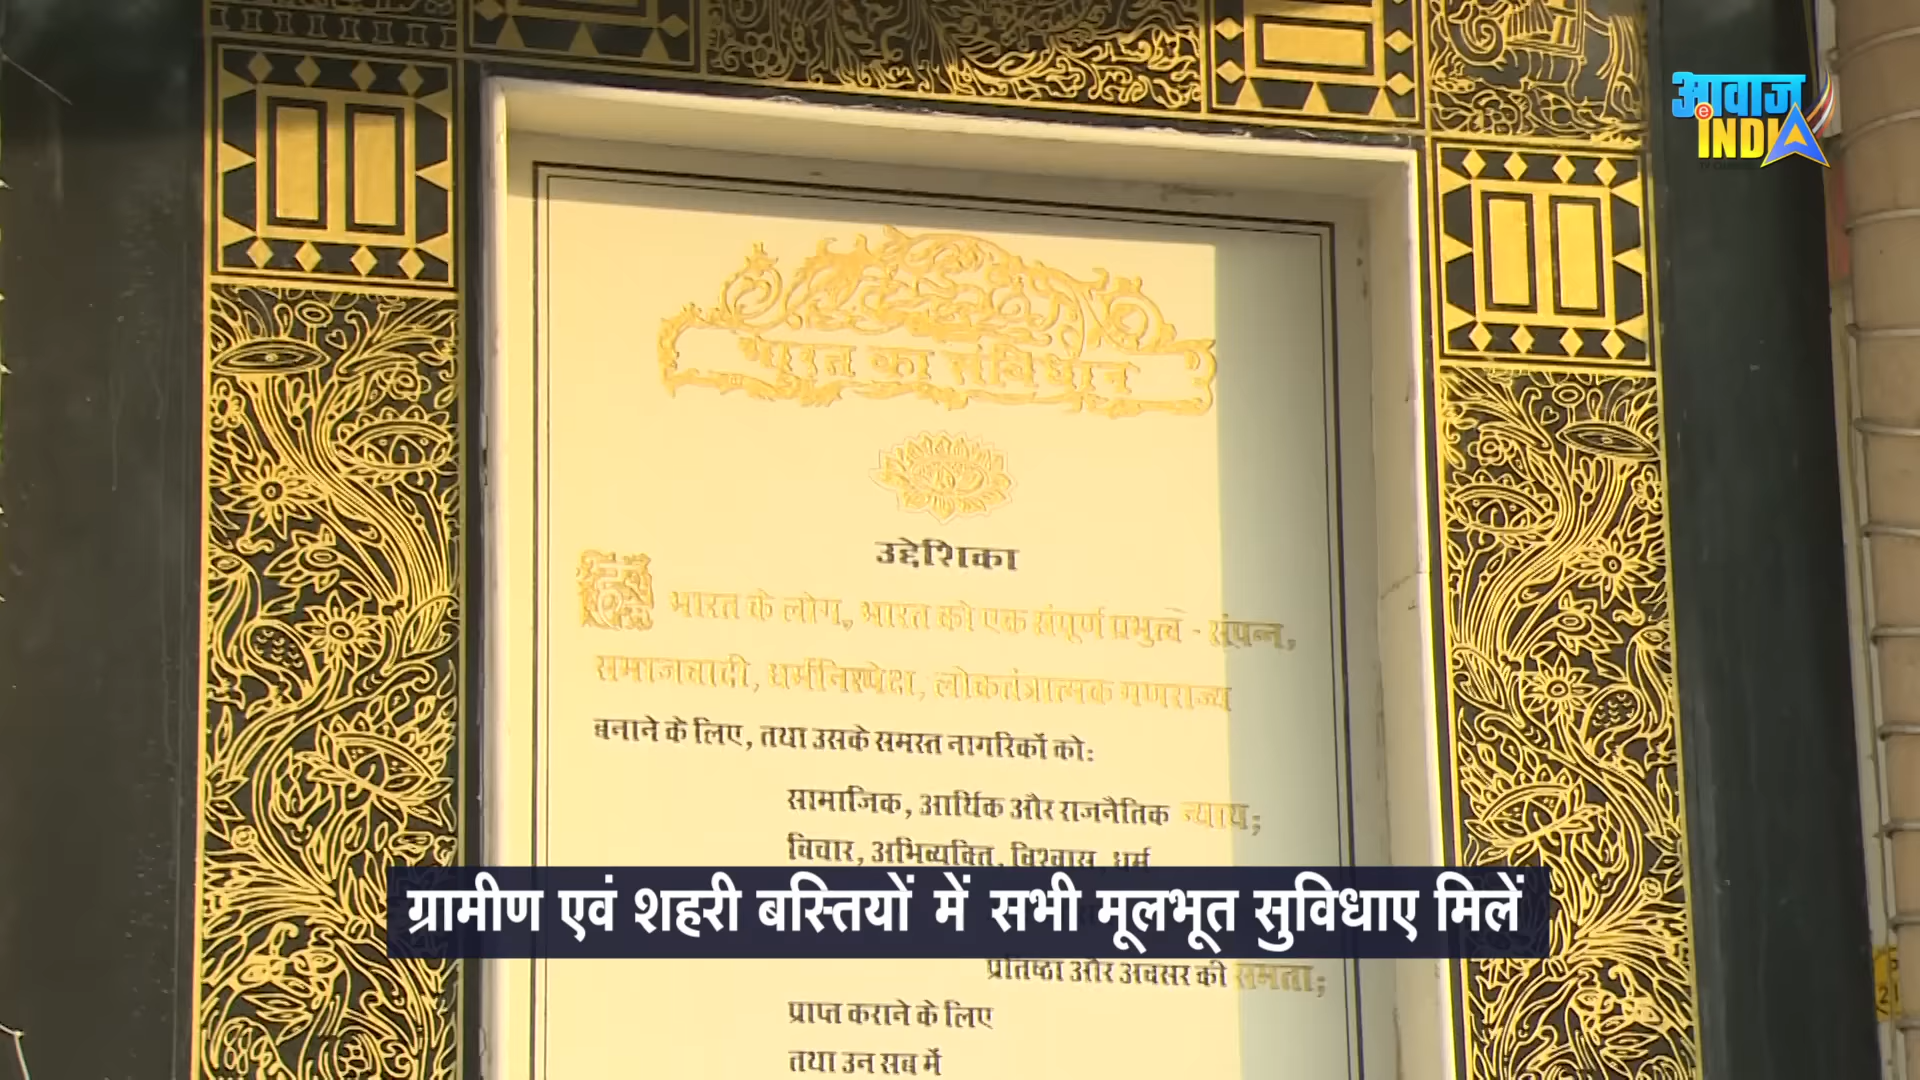 आवाज
e
INDIA
भारत का संविधान
उद्देशिका
हम
भारत के लोग, भारत को एक संपूर्ण प्रभुत्व - संपन्न,
समाजवादी, धर्मनिरपेक्ष, लोकतंत्रात्मक गणराज्य
बनाने के लिए, तथा उसके समस्त नागरिकों को:
सामाजिक, आर्थिक और राजनैतिक न्याय;
विचार, अभिव्यक्ति, विश्वास, धर्म
ग्रामीण एवं शहरी बस्तियों में सभी मूलभूत सुविधाए मिलें
प्रतिष्ठा और अवसर की समता;
प्राप्त कराने के लिए
तथा उन सब में